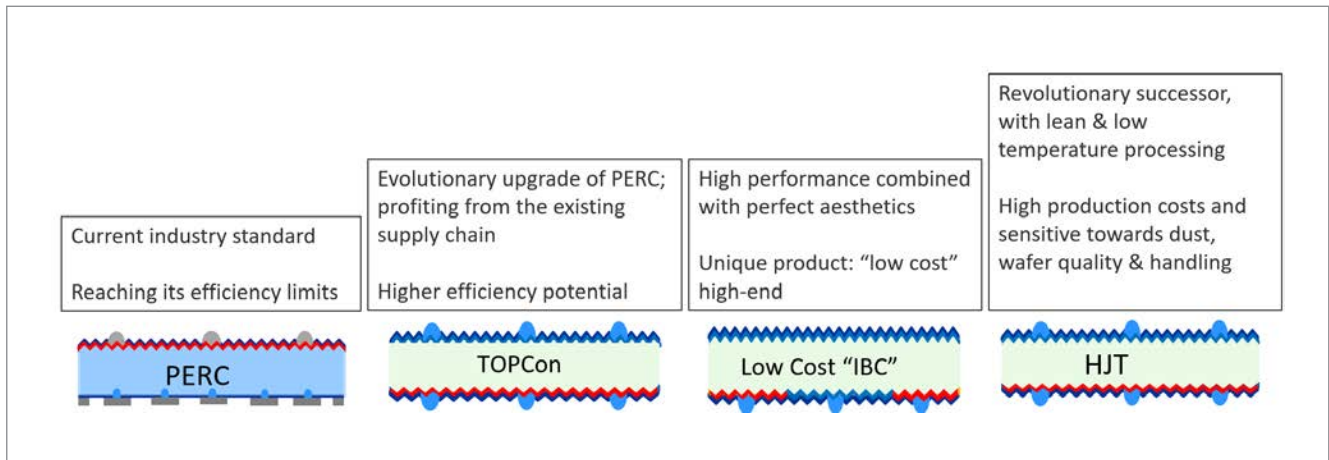 Current industry standard
Reaching its efficiency limits
PERC
Evolutionary upgrade of PERC;
profiting from the existing
supply chain
Higher efficiency potential
TOPCon
High performance combined
with perfect aesthetics
Unique product: “low cost”
high-end
Low Cost “IBC”
Revolutionary successor,
with lean & low
temperature processing
High production costs and
sensitive towards dust,
wafer quality & handling
HJT